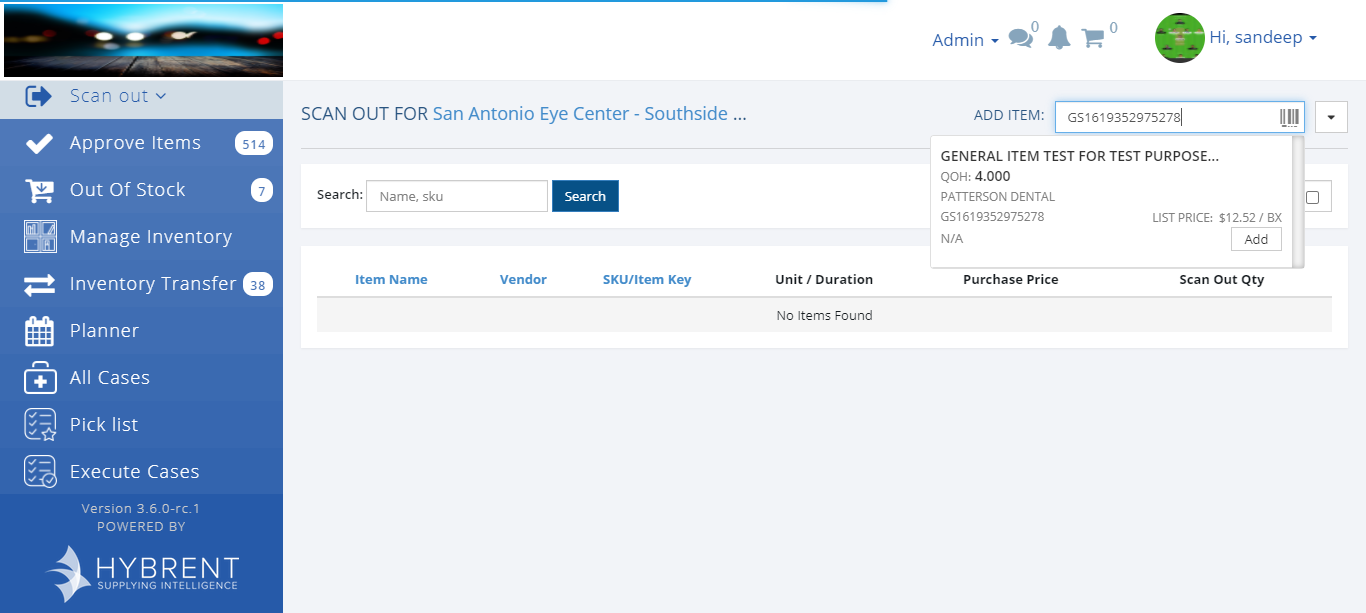 Admin
0
0
Hi, sandeep
Scan out
Approve Items 514
Out Of Stock 7
Manage Inventory
Inventory Transfer 38
Planner
All Cases
Pick list
Execute Cases
Version 3.6.0-rc.1
POWERED BY
HYBRENT
SUPPLYING INTELLIGENCE
SCAN OUT FOR San Antonio Eye Center - Southside ...
ADD ITEM: GS1619352975278
GENERAL ITEM TEST FOR TEST PURPOSE...
QOH: 4.000
PATTERSON DENTAL
GS1619352975278 LIST PRICE: $12.52 / BX
N/A Add
Search: Name, sku Search
Item Name Vendor SKU/Item Key Unit / Duration Purchase Price Scan Out Qty
No Items Found